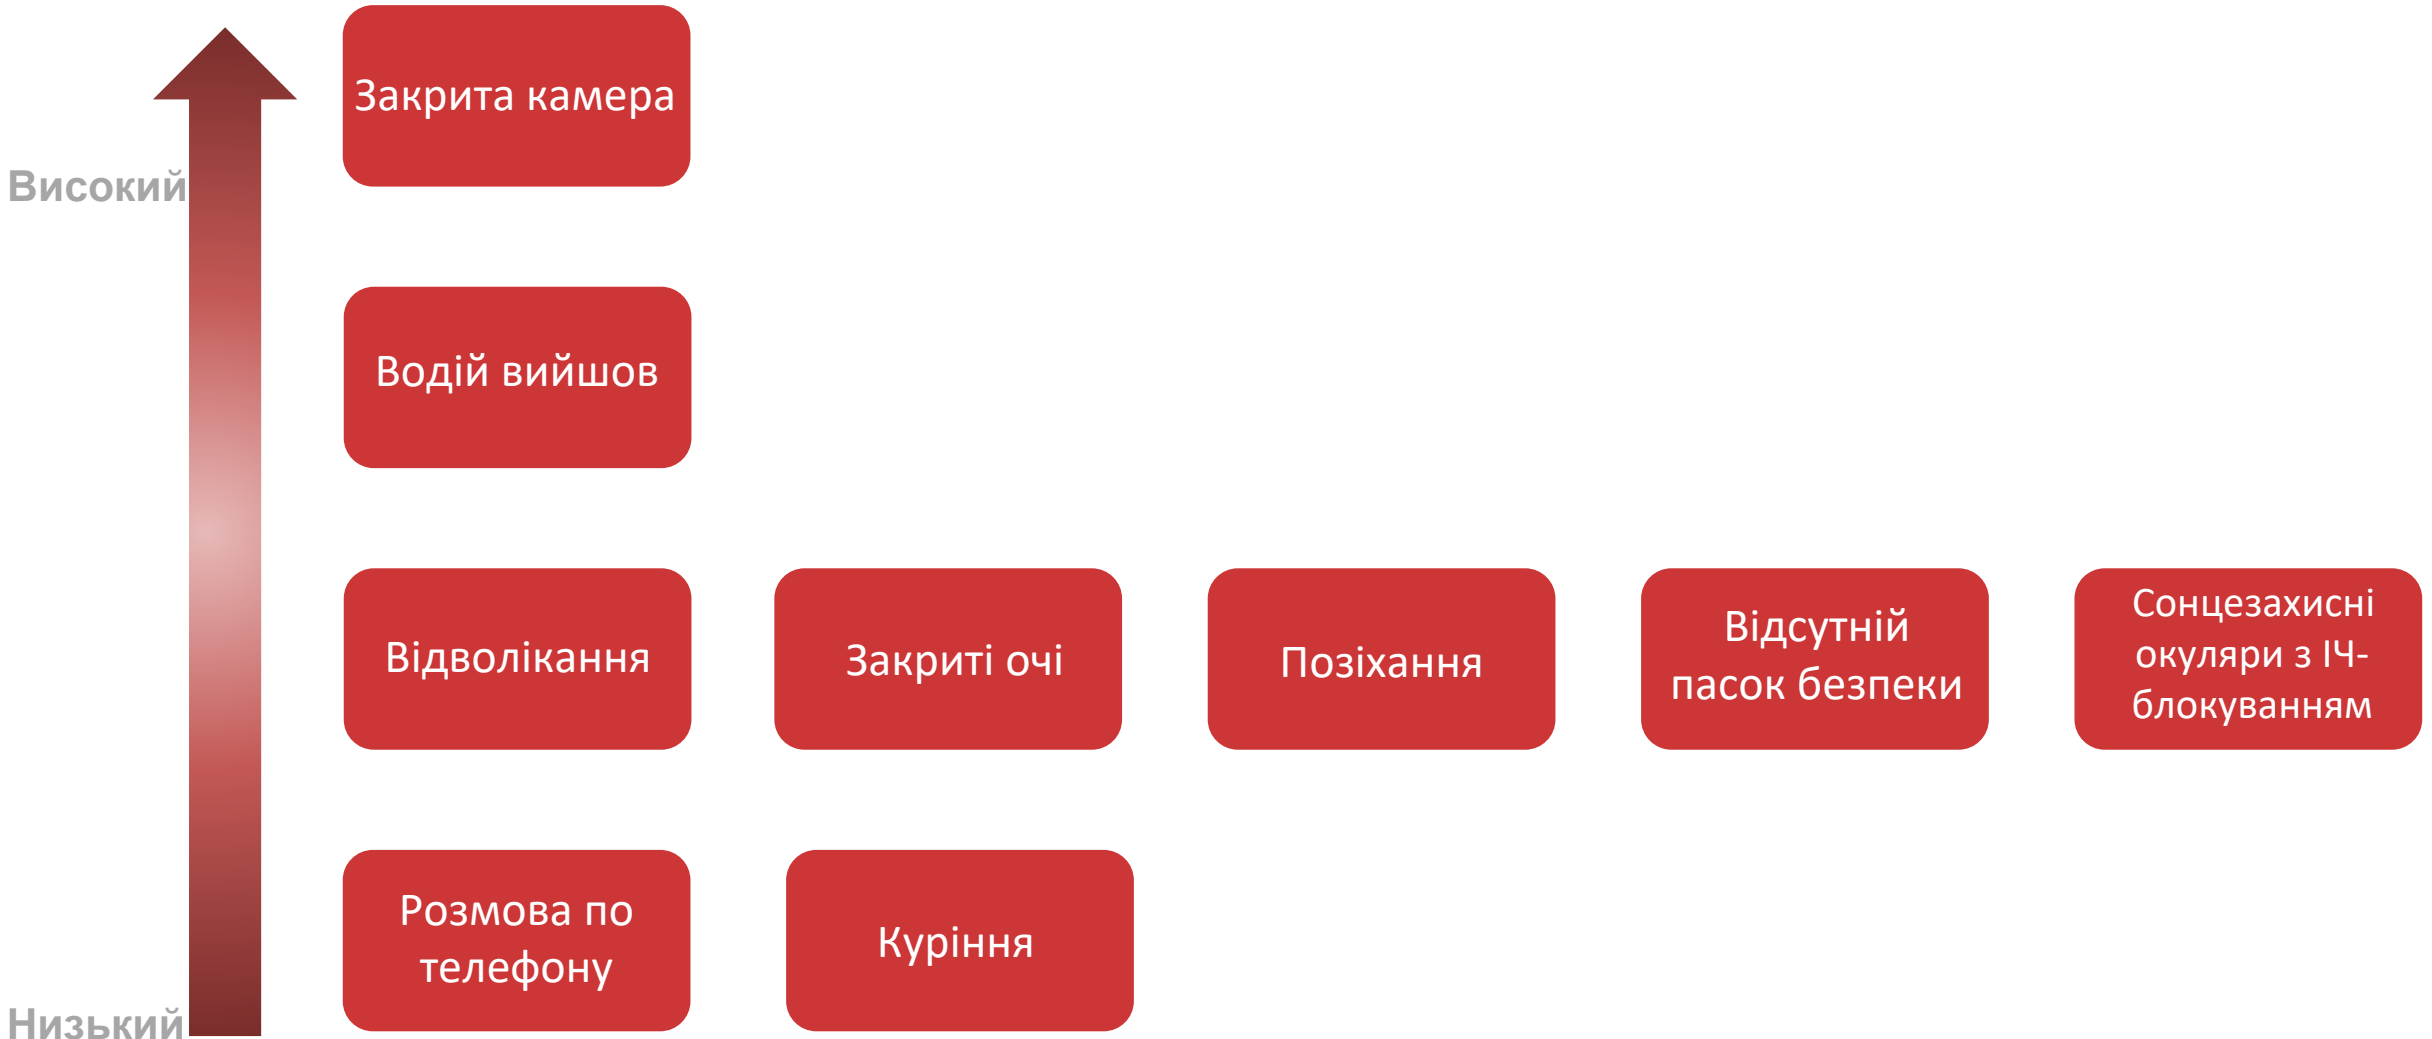 Закрита камера
Високий
Водій вийшов
Відволікання
Закриті очі
Позіхання
Відсутній
пасок безпеки
Сонцезахисні
окуляри з ІЧ-
блокуванням
Розмова по
телефону
Куріння
Низький